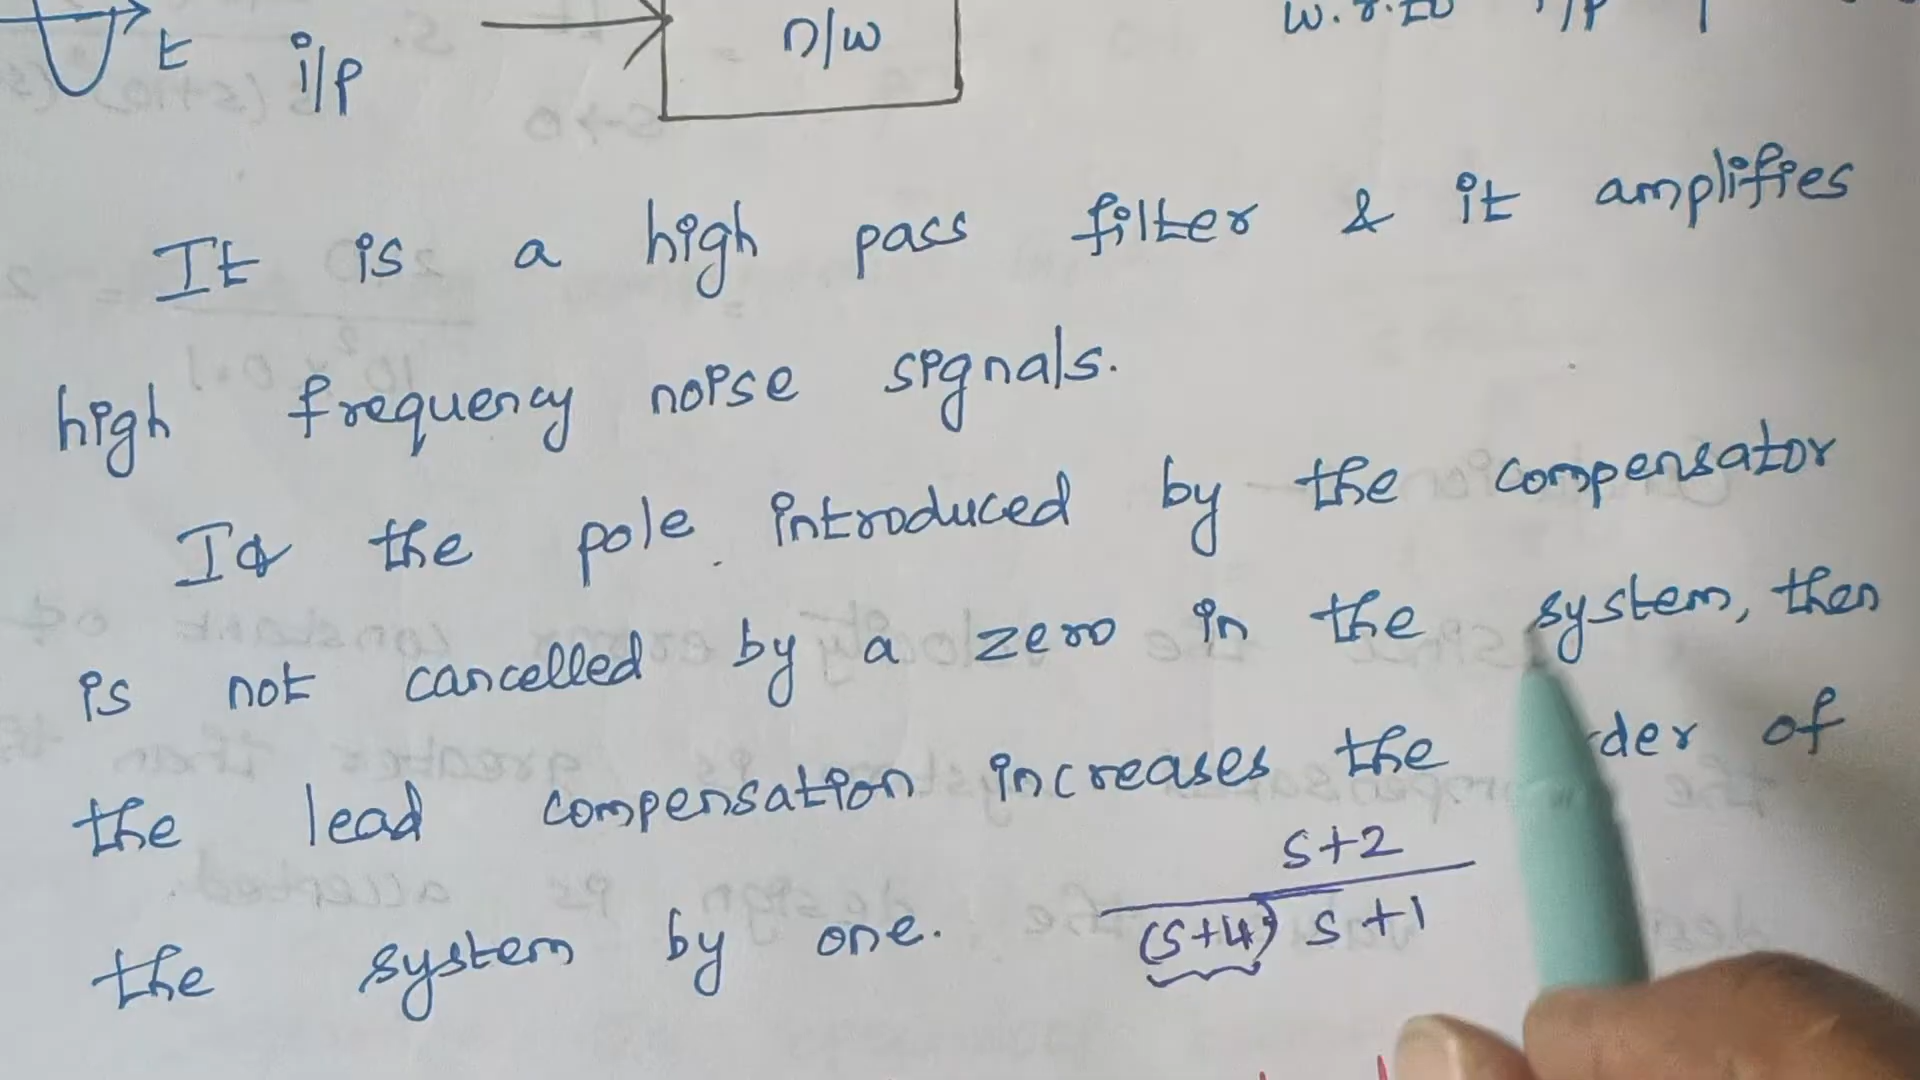 t i/p n/w w.r.to i/p
It is a high pass filter & it amplifies
high frequency noise signals.
If the pole introduced by the compensator
is not cancelled by a zero in the system, then
the lead compensation increases the der of
the system by one.
s+2
(s+4) s+1